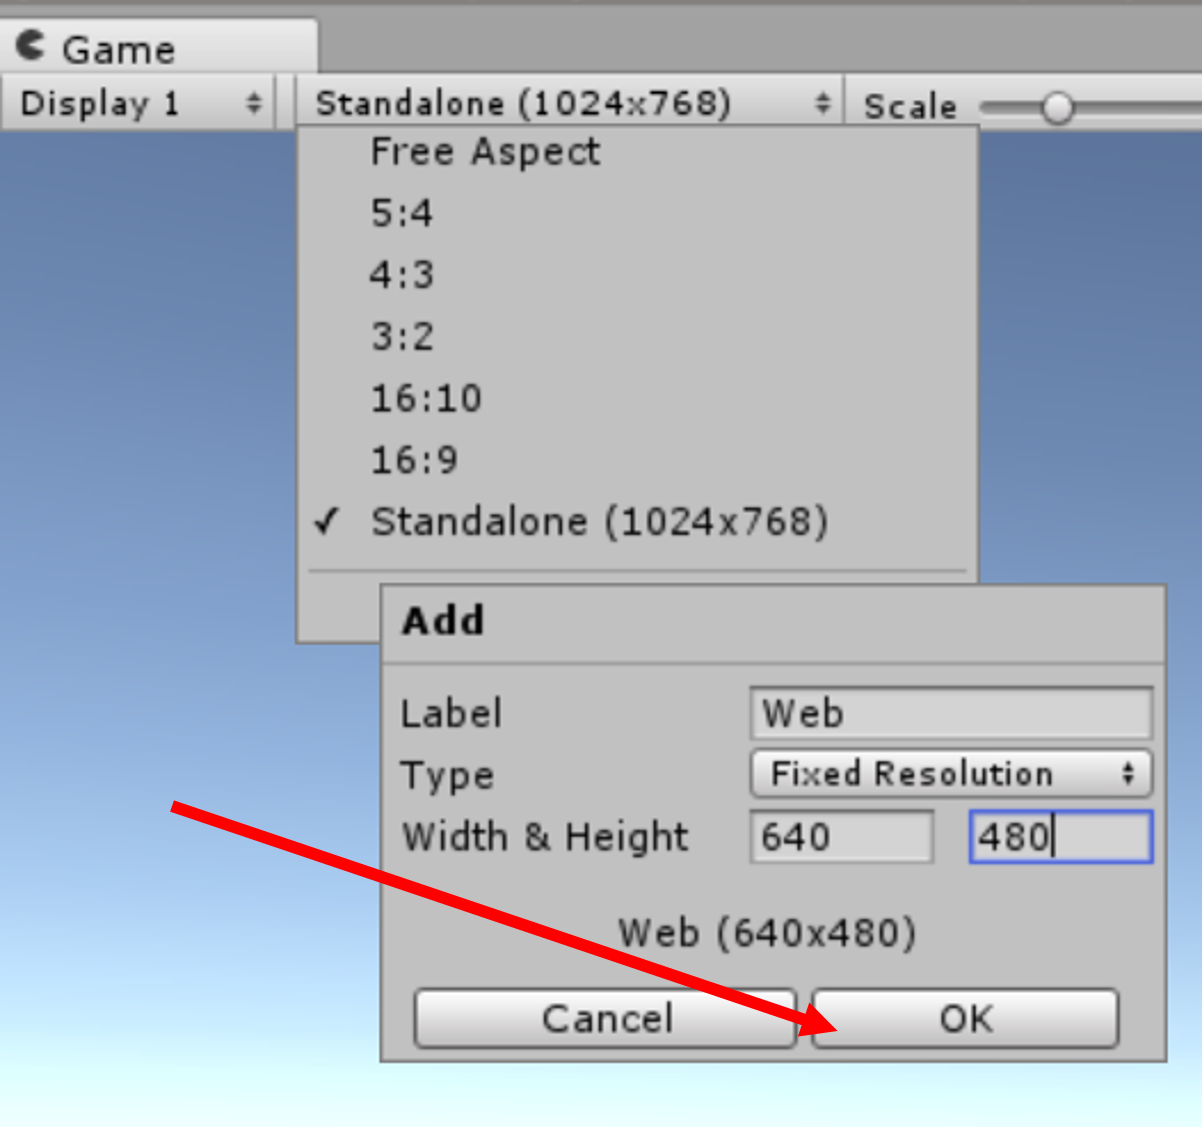 Game
Display 1 Standalone (1024x768) Scale
Free Aspect
5:4
4:3
3:2
16:10
16:9
✓ Standalone (1024x768)
Add
Label Web
Type Fixed Resolution
Width & Height 640 480
Web (640x480)
Cancel OK